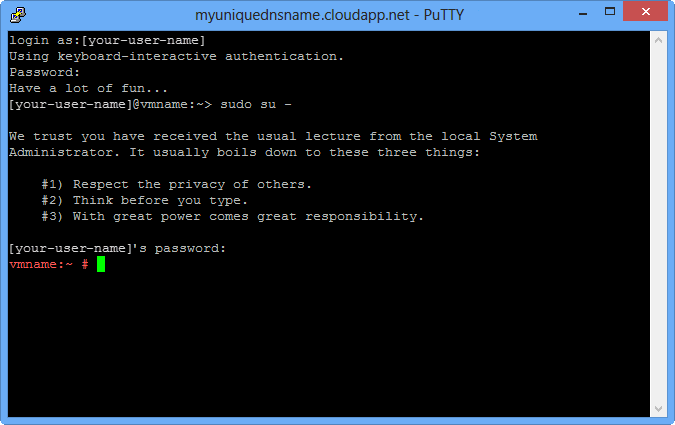 myuniquednsname.cloudapp.net - PuTTY
login as:[your-user-name]
Using keyboard-interactive authentication.
Password:
Have a lot of fun...
[your-user-name]@vmname:~> sudo su -
We trust you have received the usual lecture from the local System
Administrator. It usually boils down to these three things:
#1) Respect the privacy of others.
#2) Think before you type.
#3) With great power comes great responsibility.
[your-user-name]'s password:
vmname:~ #